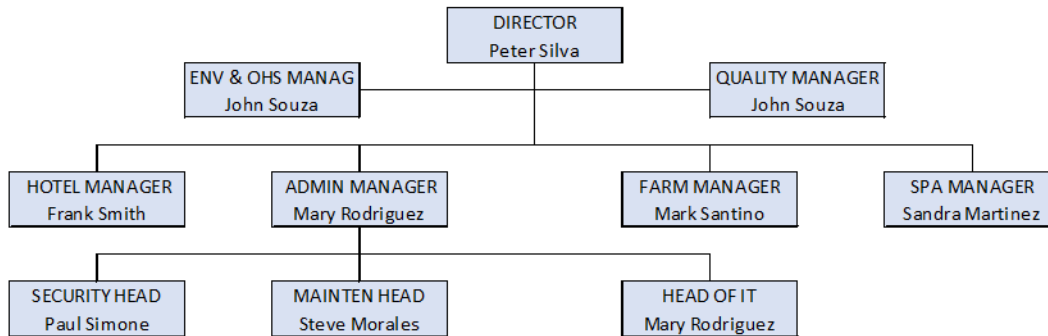 DIRECTOR
Peter Silva
ENV & OHS MANAG
John Souza
QUALITY MANAGER
John Souza
HOTEL MANAGER
Frank Smith
ADMIN MANAGER
Mary Rodriguez
FARM MANAGER
Mark Santino
SPA MANAGER
Sandra Martinez
SECURITY HEAD
Paul Simone
MAINTEN HEAD
Steve Morales
HEAD OF IT
Mary Rodriguez